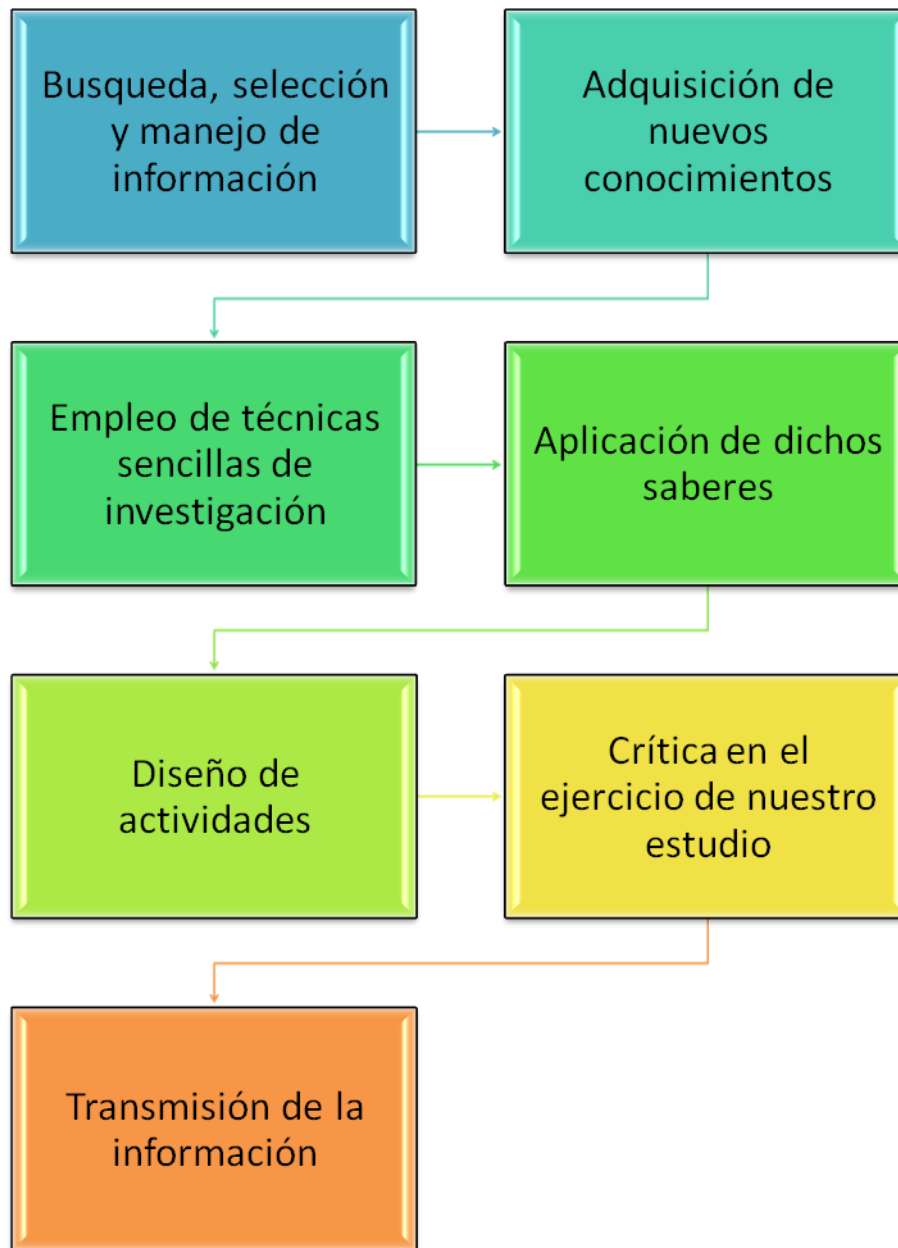 Busqueda, selección
y manejo de
información
Adquisición de
nuevos
conocimientos
Empleo de técnicas
sencillas de
investigación
Aplicación de dichos
saberes
Diseño de
actividades
Crítica en el
ejercicio de nuestro
estudio
Transmisión de la
información